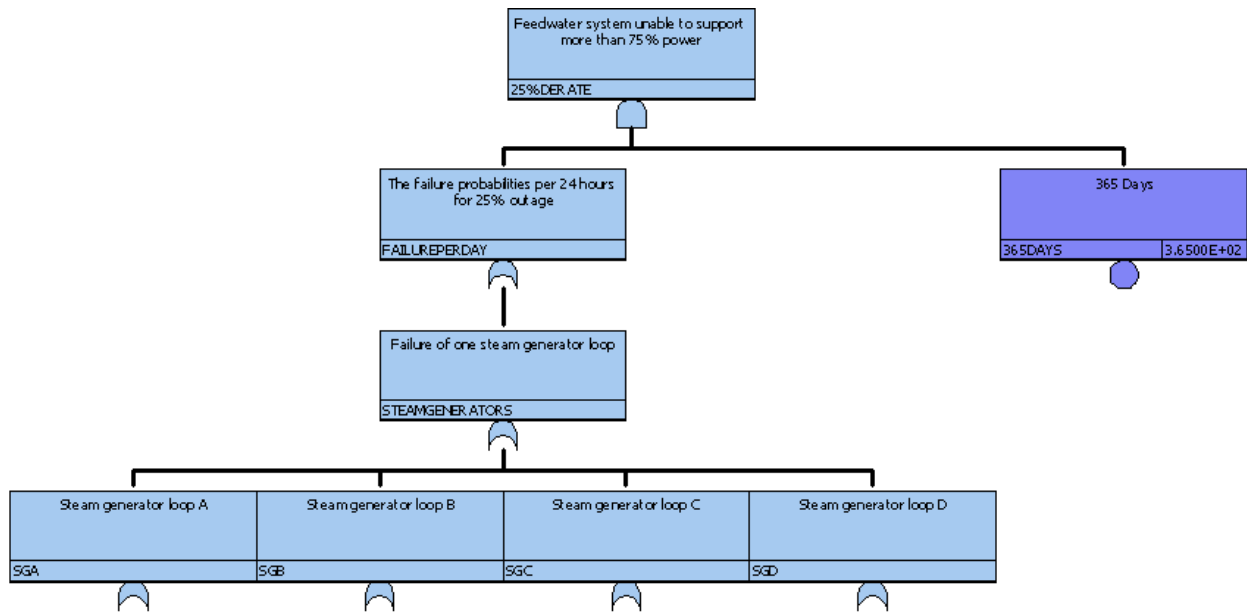 Feedwater system unable to support
more than 75% power
25%DERATE
The failure probabilities per 24 hours
for 25% outage
FAILUREPERDAY
365 Days
365DAYS 3.6500E+02
Failure of one steam generator loop
STEAMGENERATORS
Steam generator loop A
Steam generator loop B
Steam generator loop C
Steam generator loop D
SGA
SGB
SGC
SGD